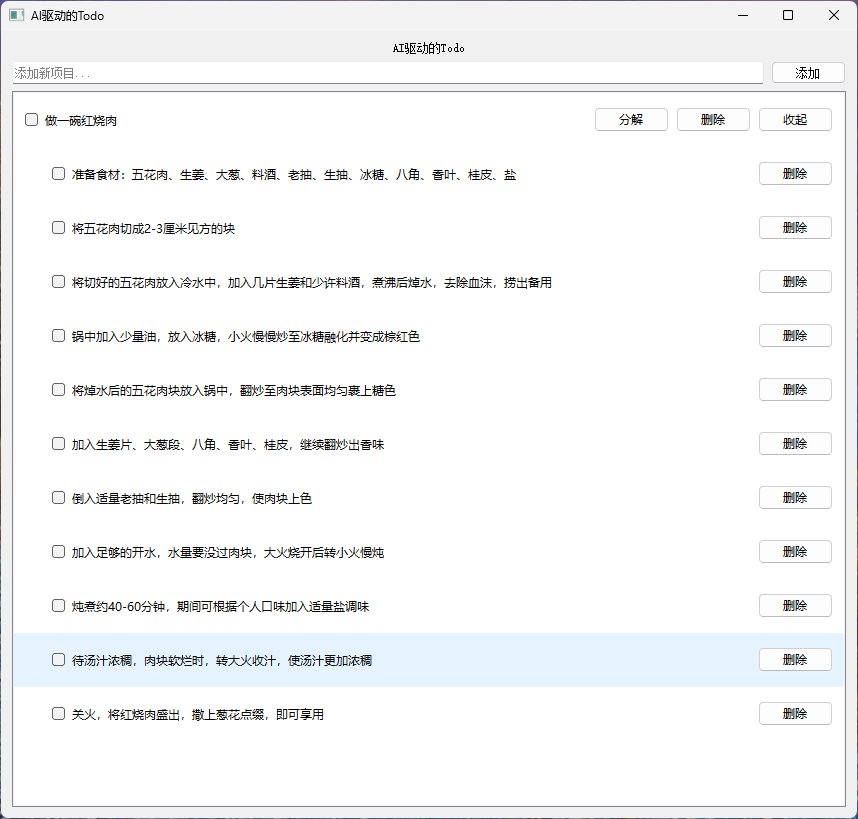 AI驱动的Todo
AI驱动的Todo
添加新项目...
添加
做一碗红烧肉
分解
删除
收起
准备食材：五花肉、生姜、大葱、料酒、老抽、生抽、冰糖、八角、香叶、桂皮、盐
删除
将五花肉切成2-3厘米见方的块
删除
将切好的五花肉放入冷水中，加入几片生姜和少许料酒，煮沸后焯水，去除血沫，捞出备用
删除
锅中加入少量油，放入冰糖，小火慢慢炒至冰糖融化并变成棕红色
删除
将焯水后的五花肉块放入锅中，翻炒至肉块表面均匀裹上糖色
删除
加入生姜片、大葱段、八角、香叶、桂皮，继续翻炒出香味
删除
倒入适量老抽和生抽，翻炒均匀，使肉块上色
删除
加入足够的开水，水量要没过肉块，大火烧开后转小火慢炖
删除
炖煮约40-60分钟，期间可根据个人口味加入适量盐调味
删除
待汤汁浓稠，肉块软烂时，转大火收汁，使汤汁更加浓稠
删除
关火，将红烧肉盛出，撒上葱花点缀，即可享用
删除